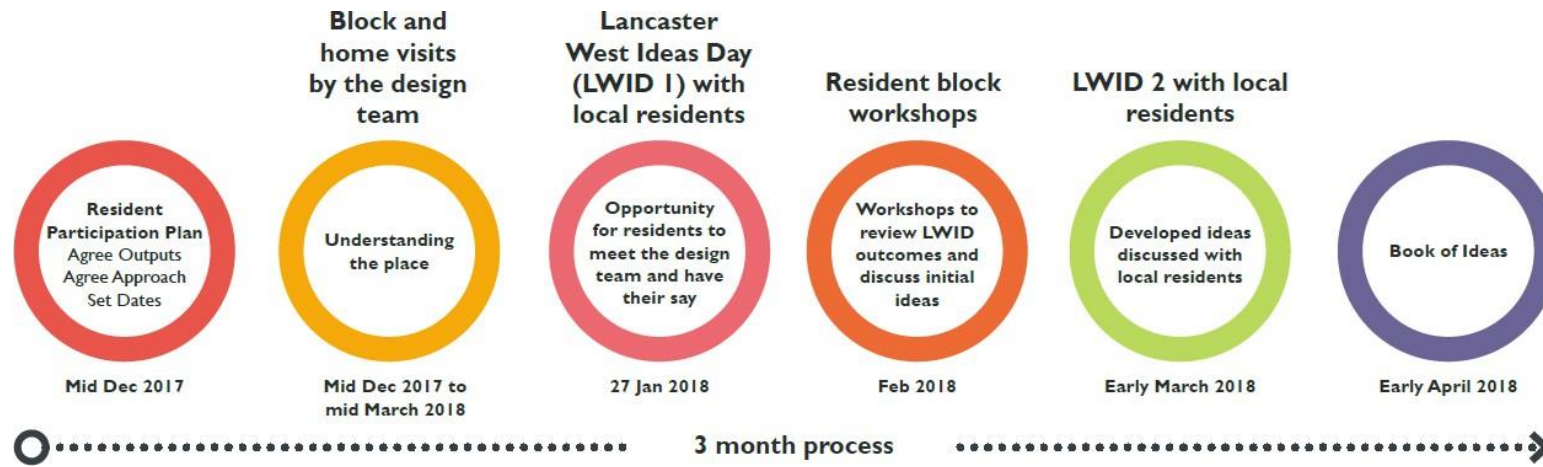 Block and
home visits
by the design
team
Lancaster
West Ideas Day
(LWID 1) with
local residents
Resident block
workshops
LWID 2 with local
residents
Resident
Participation Plan
Agree Outputs
Agree Approach
Set Dates
Understanding
the place
Opportunity
for residents to
meet the design
team and have
their say
Workshops to
review LWID
outcomes and
discuss initial
ideas
Developed ideas
discussed with
local residents
Book of Ideas
Mid Dec 2017
Mid Dec 2017 to
mid March 2018
27 Jan 2018
Feb 2018
Early March 2018
Early April 2018
3 month process